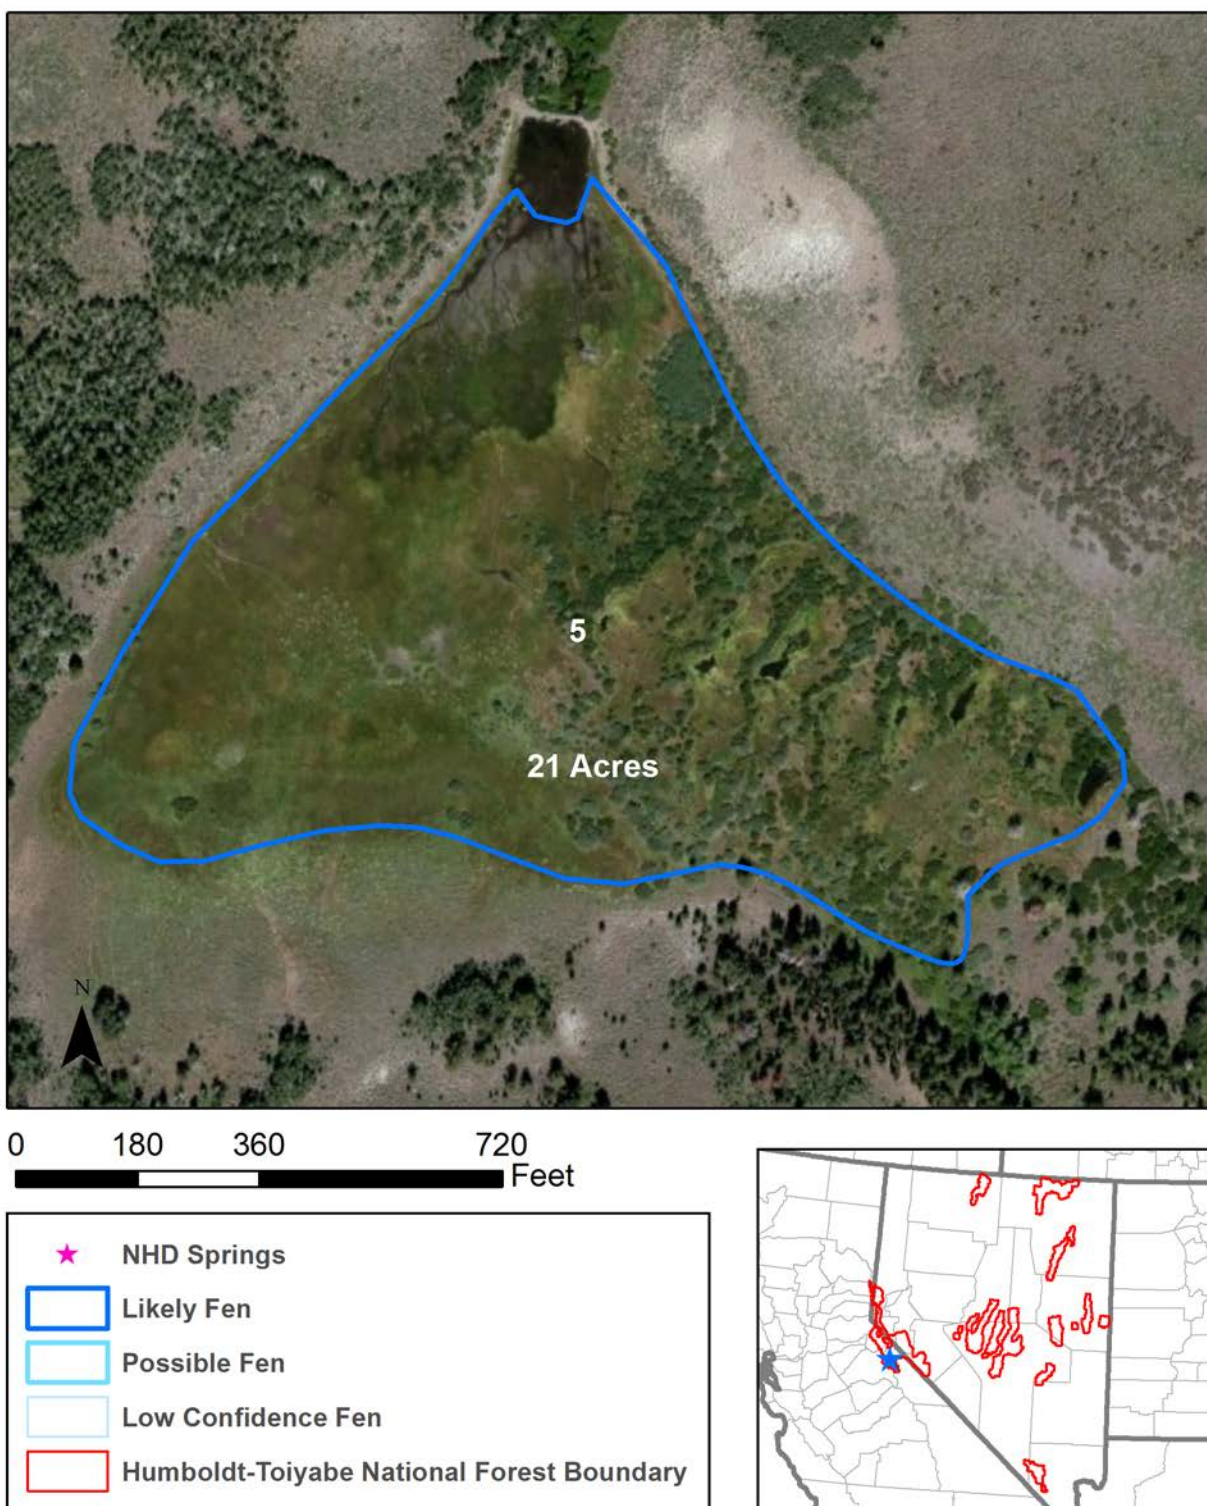 5
21 Acres
N
0 180 360 720
Feet
NHD Springs
Likely Fen
Possible Fen
Low Confidence Fen
Humboldt-Toiyabe National Forest Boundary